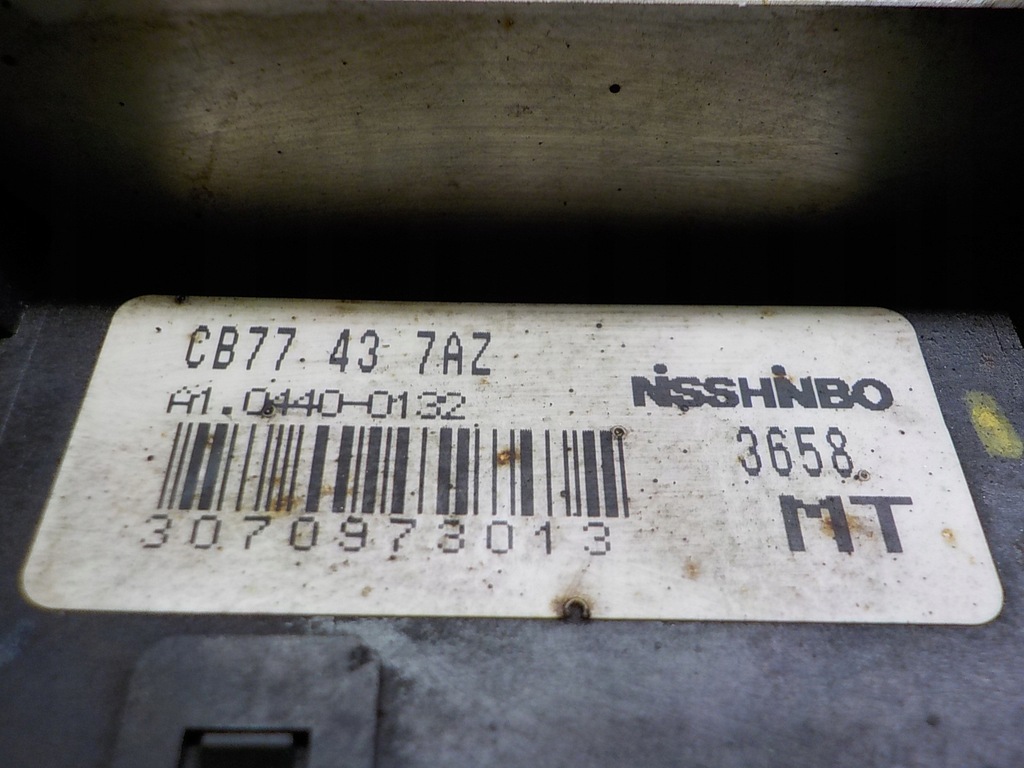 CB77 43 7AZ
A1.0440-0132
NISSHINBO
3658
MT
3070973013